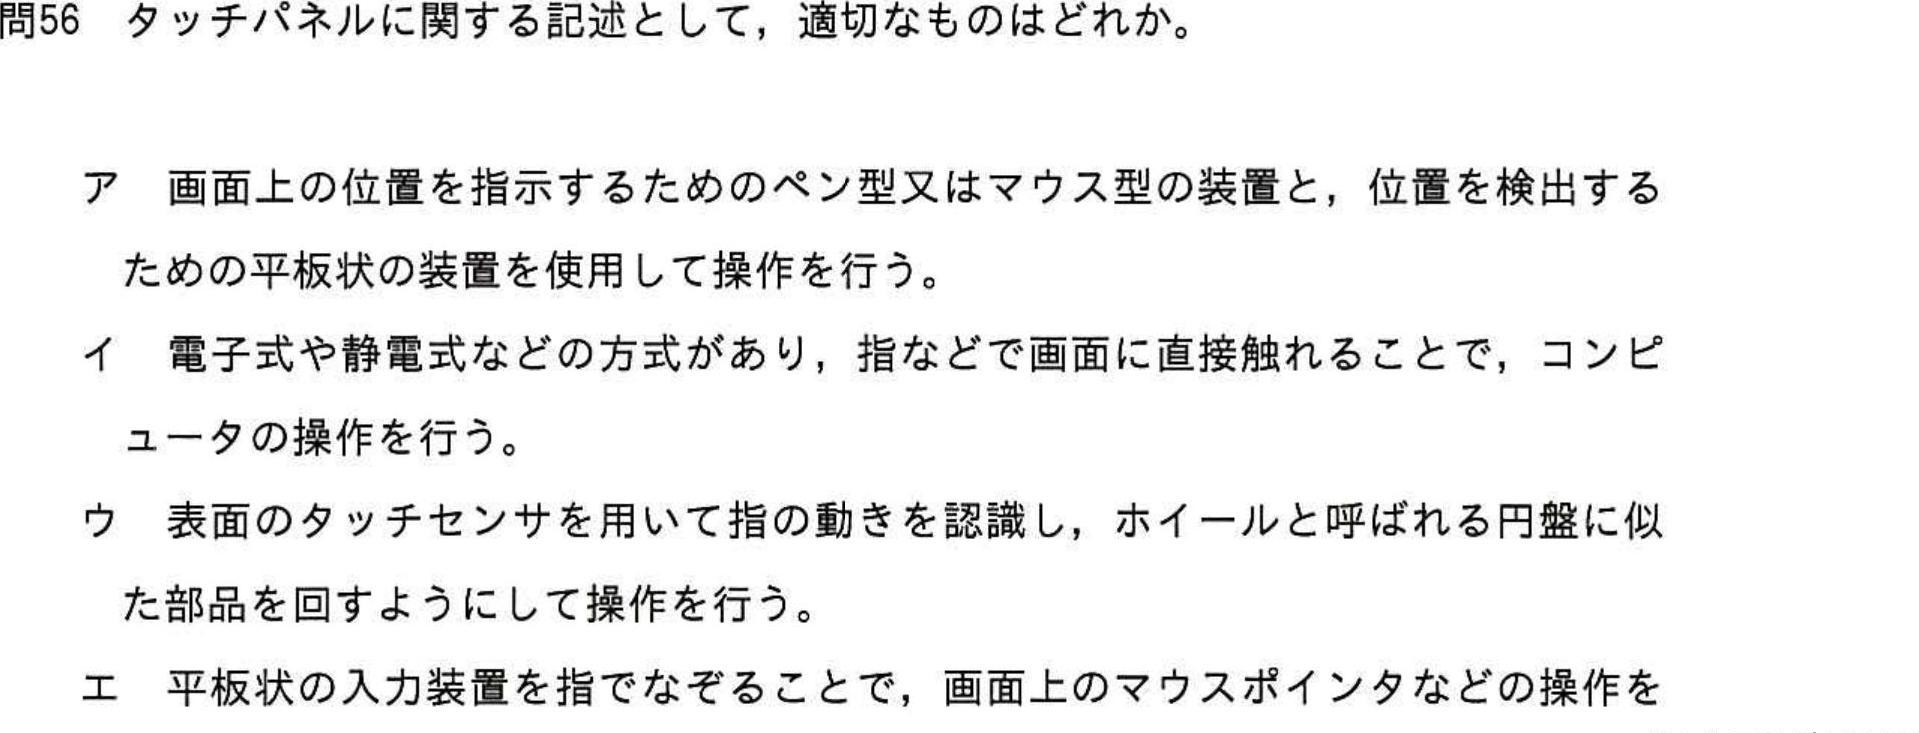 問56　タッチパネルに関する記述として，適切なものはどれか。
ア　画面上の位置を指示するためのペン型又はマウス型の装置と，位置を検出する
ための平板状の装置を使用して操作を行う。
イ　電子式や静電式などの方式があり，指などで画面に直接触れることで，コンピ
ュータの操作を行う。
ウ　表面のタッチセンサを用いて指の動きを認識し，ホイールと呼ばれる円盤に似
た部品を回すようにして操作を行う。
エ　平板状の入力装置を指でなぞることで，画面上のマウスポインタなどの操作を